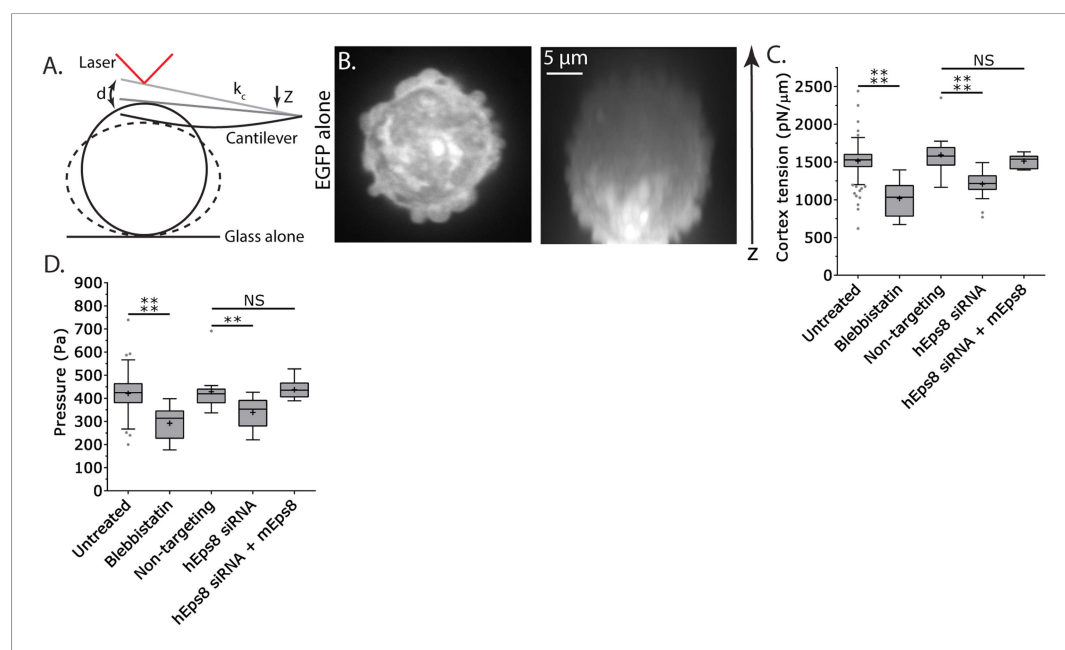 A.
Laser
d
k_c
Z
Cantilever
Glass alone
B.
EGFP alone
5 μm
Z
C.
NS
**
**
**
**
Cortex tension (pN/μm)
2500
2000
1500
1000
500
0
Untreated
Blebbistatin
Non-targeting
hEps8 siRNA
hEps8 siRNA + mEps8
D.
NS
**
**
**
Pressure (Pa)
900
800
700
600
500
400
300
200
100
0
Untreated
Blebbistatin
Non-targeting
hEps8 siRNA
hEps8 siRNA + mEps8